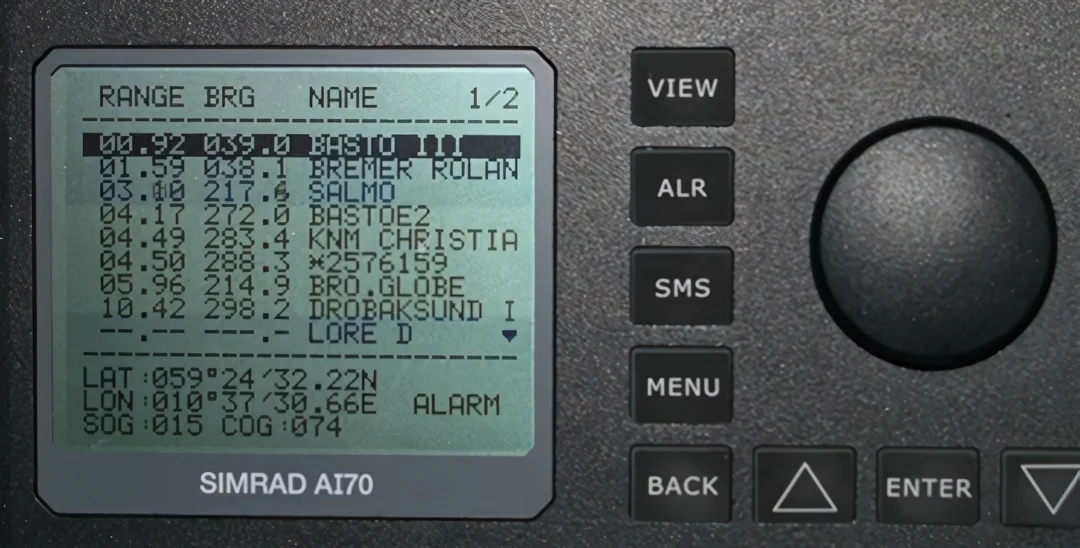 RANGE BRG NAME 1/2
00.92 039.0 BASTO III
01.59 038.1 BREMER ROLAN
217.6 SALMO
04.17 272.0 BASTOE2
04.49 283.4 KNM CHRISTIA
04.50 288.3 *2576159
05.96 214.9 BRO.GLOBE
10.42 298.2 DROBAKSUND I
--.-- ---.- LORE D
LAT:059°24'32.22N
LON:010°37'30.66E ALARM
SOG:015 COG:074
SIMRAD AI70
VIEW
ALR
SMS
MENU
BACK
ENTER